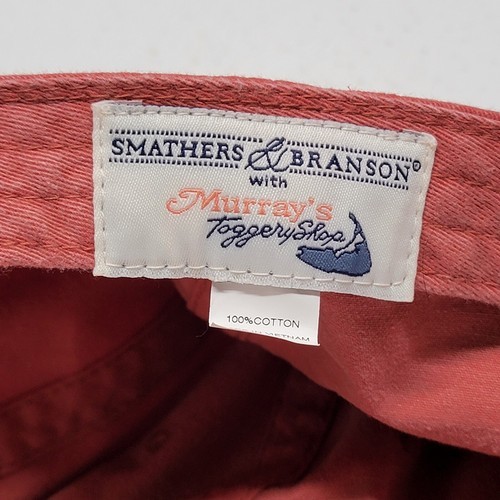 SMATHERS & BRANSON®
with
Murray's
Toggery Shop
100% COTTON